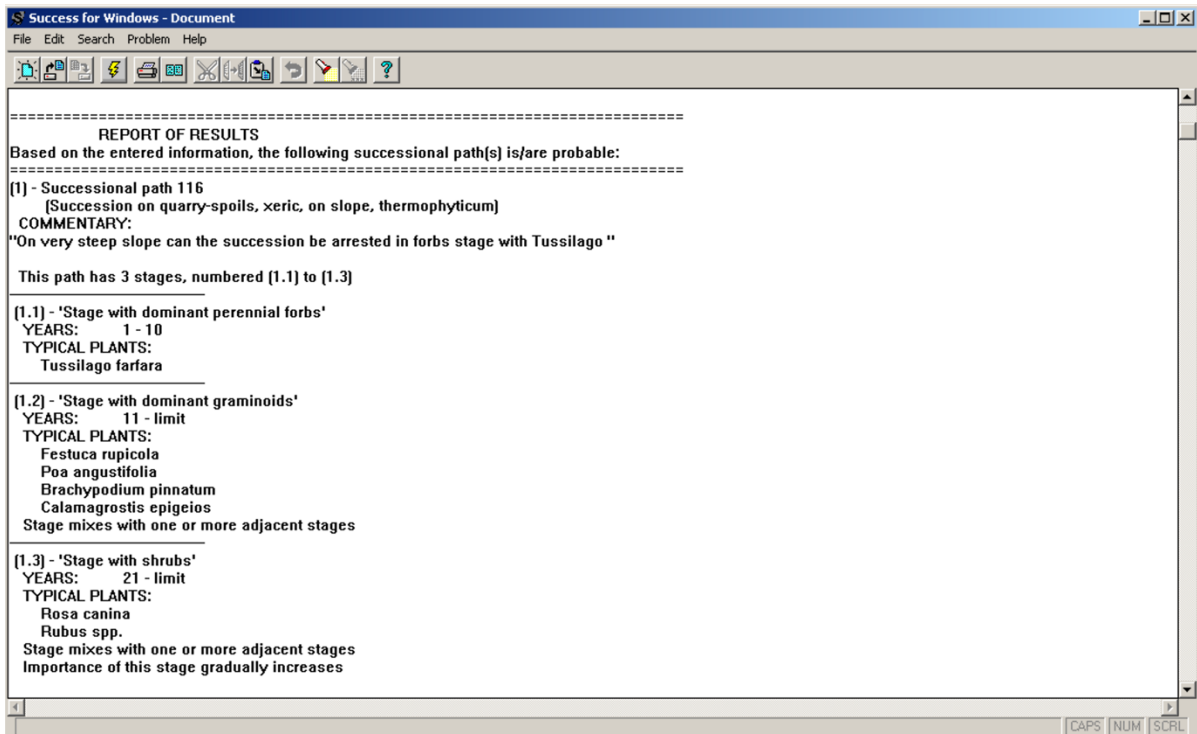 Success for Windows - Document
File Edit Search Problem Help
===========================================================================
REPORT OF RESULTS
Based on the entered information, the following successional path(s) is/are probable:
===========================================================================
(1) - Successional path 116
(Succession on quarry-spoils, xeric, on slope, thermophyticum)
COMMENTARY:
"On very steep slope can the succession be arrested in forbs stage with Tussilago "
This path has 3 stages, numbered (1.1) to (1.3)
(1.1) - 'Stage with dominant perennial forbs'
YEARS: 1 - 10
TYPICAL PLANTS:
Tussilago farfara
(1.2) - 'Stage with dominant graminoids'
YEARS: 11 - limit
TYPICAL PLANTS:
Festuca rupicola
Poa angustifolia
Brachypodium pinnatum
Calamagrostis epigeios
Stage mixes with one or more adjacent stages
(1.3) - 'Stage with shrubs'
YEARS: 21 - limit
TYPICAL PLANTS:
Rosa canina
Rubus spp.
Stage mixes with one or more adjacent stages
Importance of this stage gradually increases
CAPS NUM SCRL